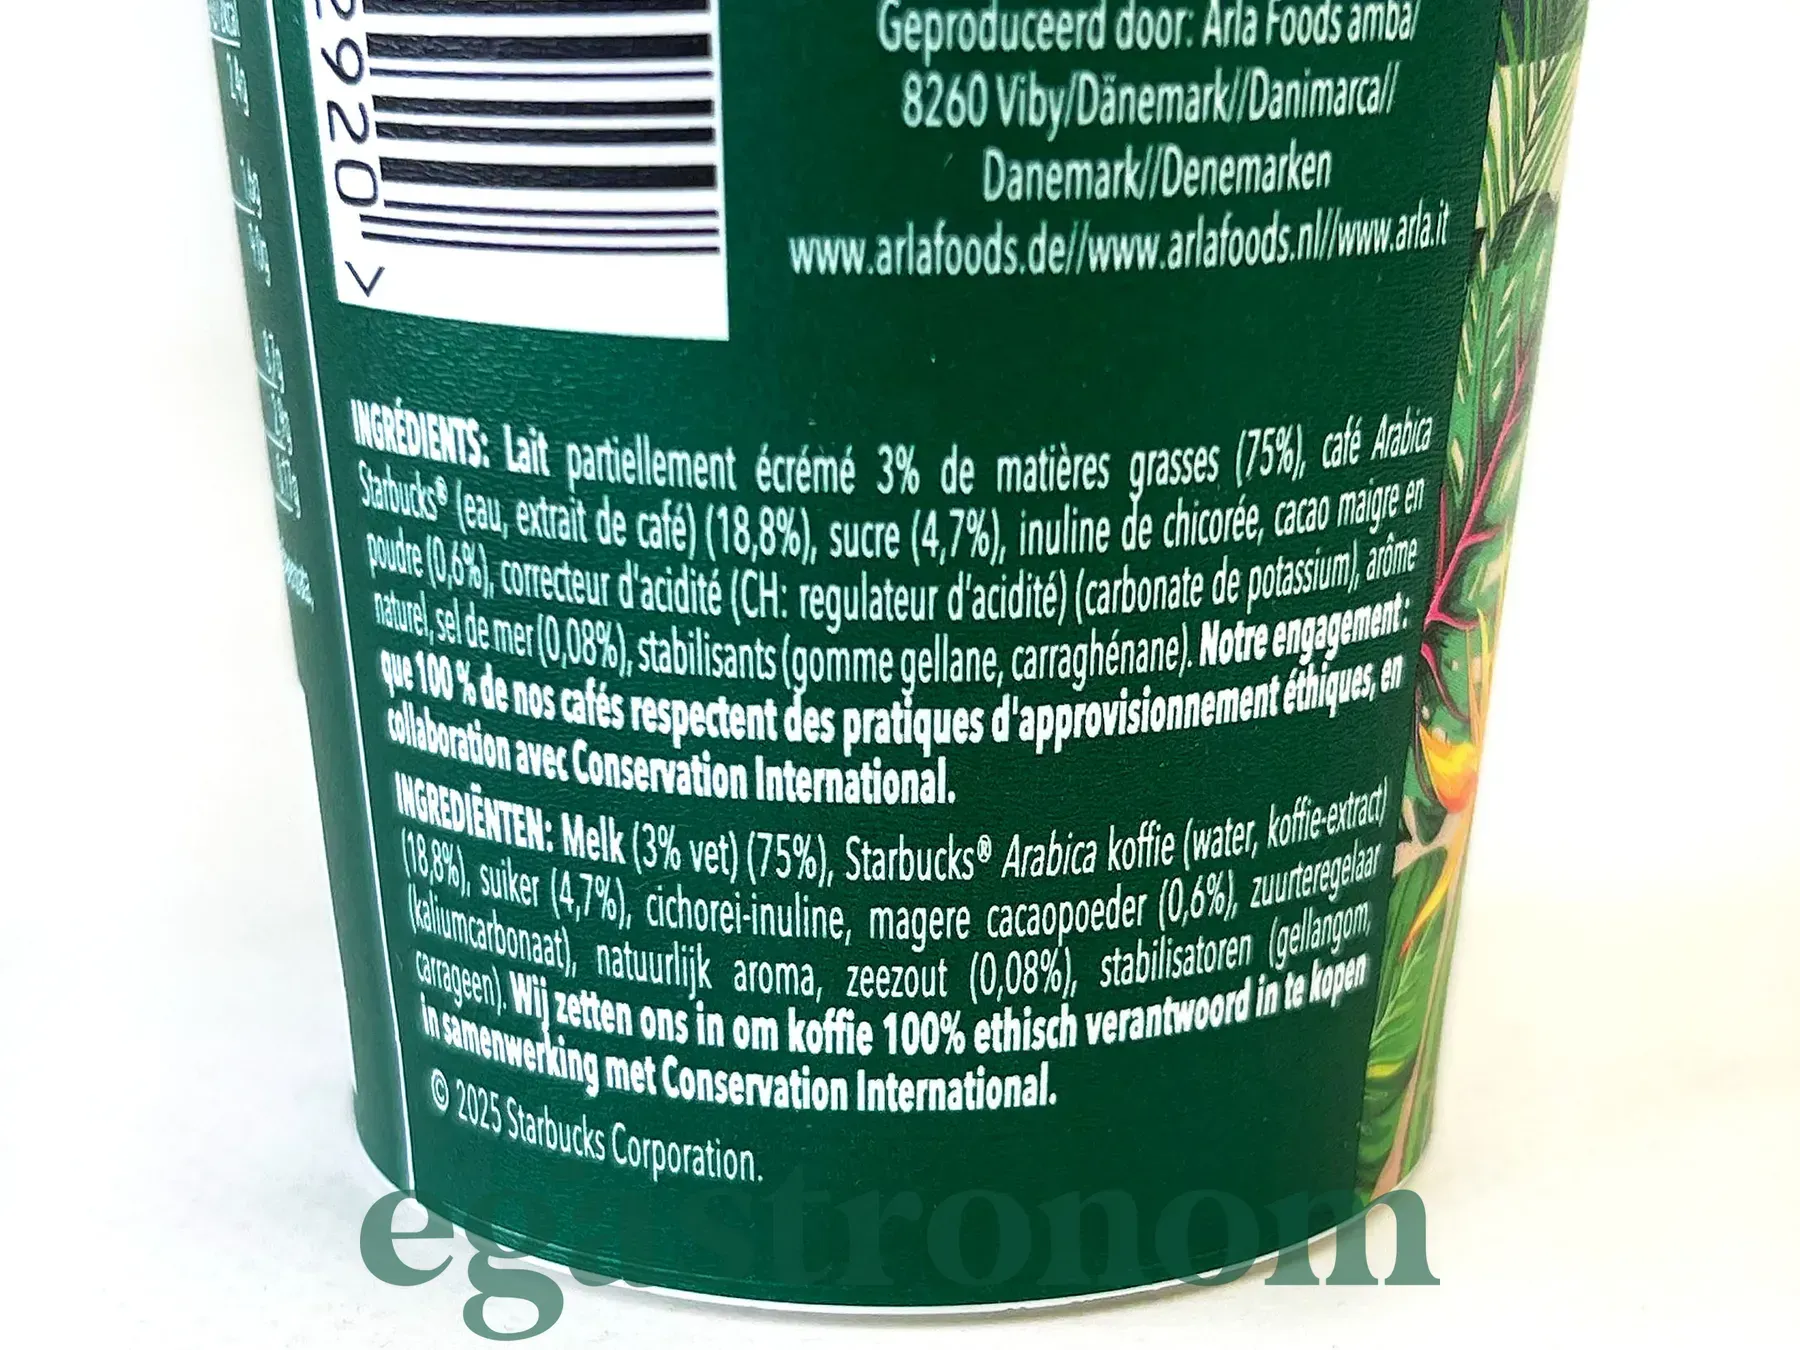 2920
>
Geproduceerd door: Arla Foods amba/
8260 Viby/Dänemark//Danimarca//
Danemark//Denemarken
www.arlafoods.de//www.arlafoods.nl//www.arla.it
INGRÉDIENTS: Lait partiellement écrémé 3% de matières grasses (75%), café Arabica
Starbucks® (eau, extrait de café) (18,8%), sucre (4,7%), inuline de chicorée, cacao maigre en
poudre (0,6%), correcteur d'acidité (CH: regulateur d'acidité) (carbonate de potassium), arôme
naturel, sel de mer (0,08%), stabilisants (gomme gellane, carraghénane). Notre engagement :
que 100 % de nos cafés respectent des pratiques d'approvisionnement éthiques, en
collaboration avec Conservation International.
INGREDIËNTEN: Melk (3% vet) (75%), Starbucks® Arabica koffie (water, koffie-extract)
(18,8%), suiker (4,7%), cichorei-inuline, magere cacaopoeder (0,6%), zuurteregelaar
(kaliumcarbonaat), natuurlijk aroma, zeezout (0,08%), stabilisatoren (gellangom,
carrageen). Wij zetten ons in om koffie 100% ethisch verantwoord in te kopen
in samenwerking met Conservation International.
© 2025 Starbucks Corporation.
egastronom